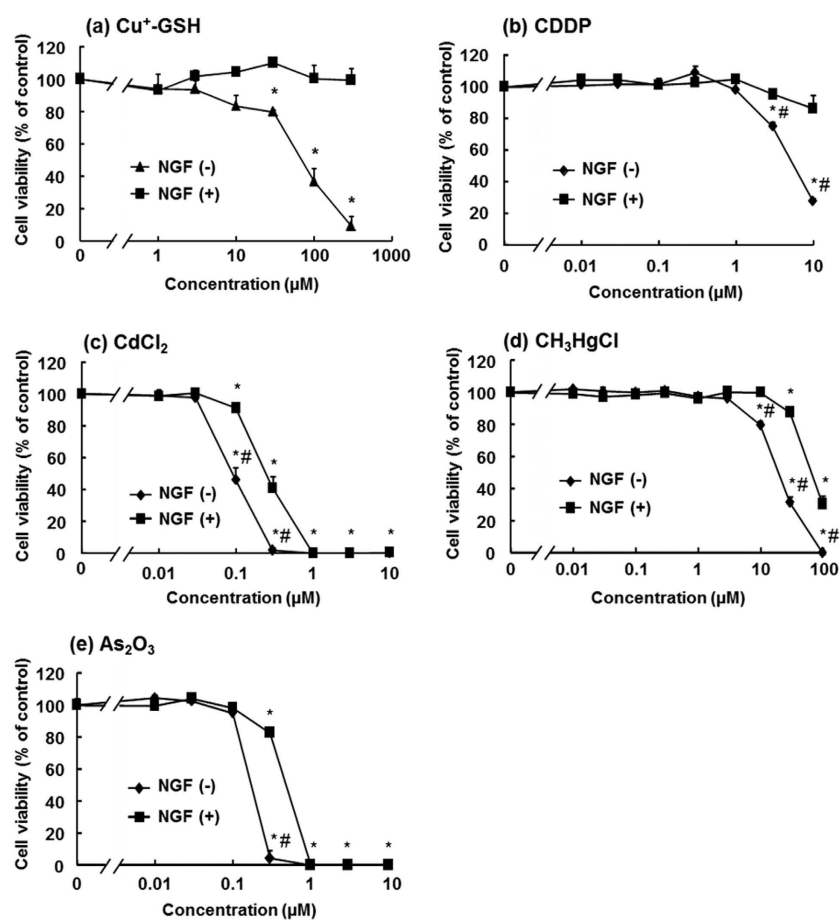 (a) Cu⁺-GSH
Cell viability (% of control)
120
100
80
60
40
20
0
* * *
NGF (-)
NGF (+)
0 1 10 100 1000
Concentration (µM)
(b) CDDP
Cell viability (% of control)
120
100
80
60
40
20
0
*# *#
NGF (-)
NGF (+)
0 0.01 0.1 1 10
Concentration (µM)
(c) CdCl₂
Cell viability (% of control)
120
100
80
60
40
20
0
* *# * *# * * *
NGF (-)
NGF (+)
0 0.01 0.1 1 10
Concentration (µM)
(d) CH₃HgCl
Cell viability (% of control)
120
100
80
60
40
20
0
* *# *# * *#
NGF (-)
NGF (+)
0 0.01 0.1 1 10 100
Concentration (µM)
(e) As₂O₃
Cell viability (% of control)
120
100
80
60
40
20
0
* *# * * *
NGF (-)
NGF (+)
0 0.01 0.1 1 10
Concentration (µM)